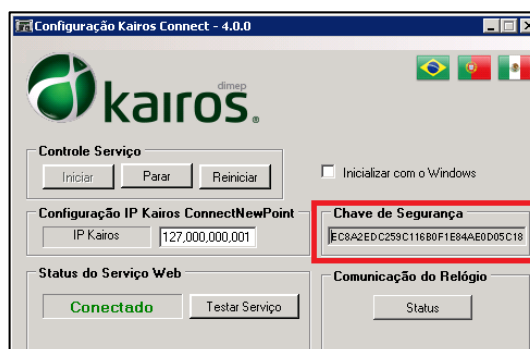 Configuração Kairos Connect - 4.0.0
dimep
kairos.
Controle Serviço
Iniciar Parar Reiniciar
Inicializar com o Windows
Configuração IP Kairos ConnectNewPoint
IP Kairos 127,000,000,001
Chave de Segurança
EC8A2EDC259C116B0F1E84AE0D05C18
Status do Serviço Web
Conectado Testar Serviço
Comunicação do Relógio
Status